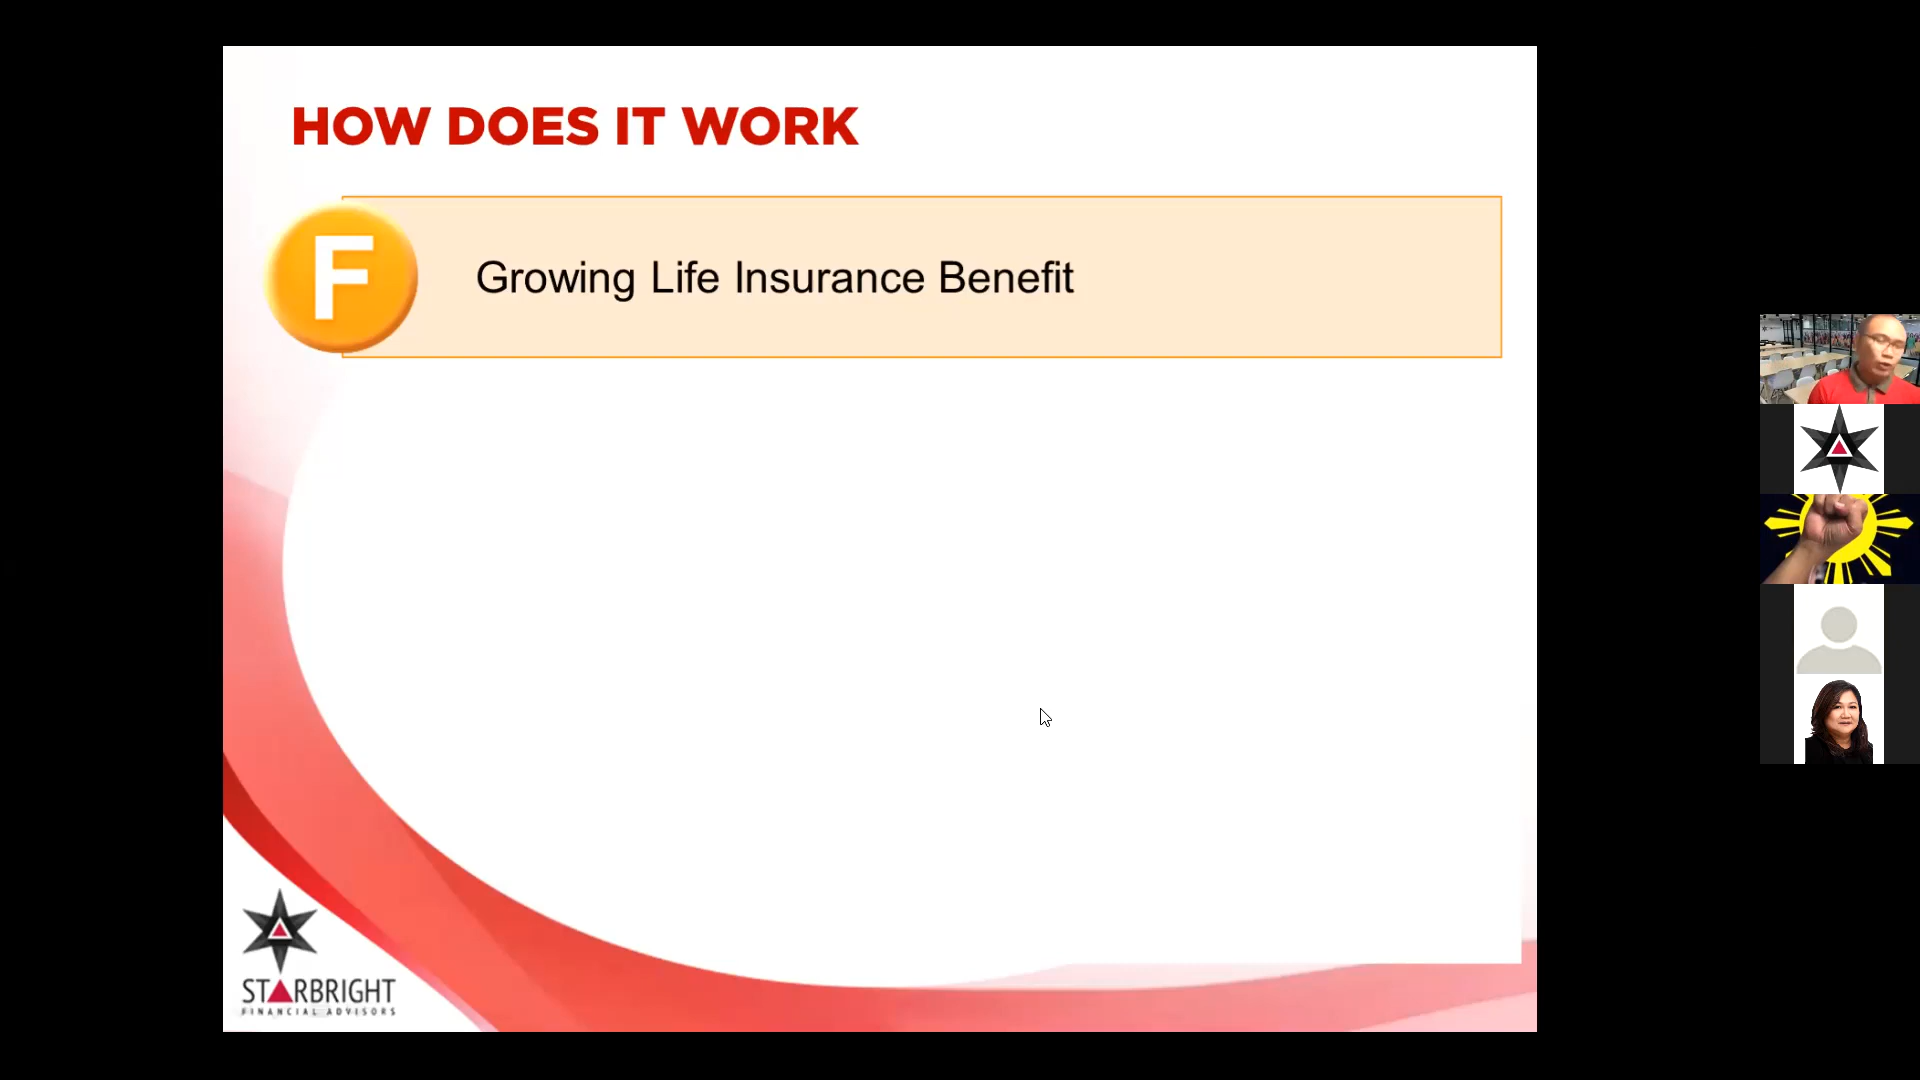 HOW DOES IT WORK
F
Growing Life Insurance Benefit
STARBRIGHT
FINANCIAL ADVISORS